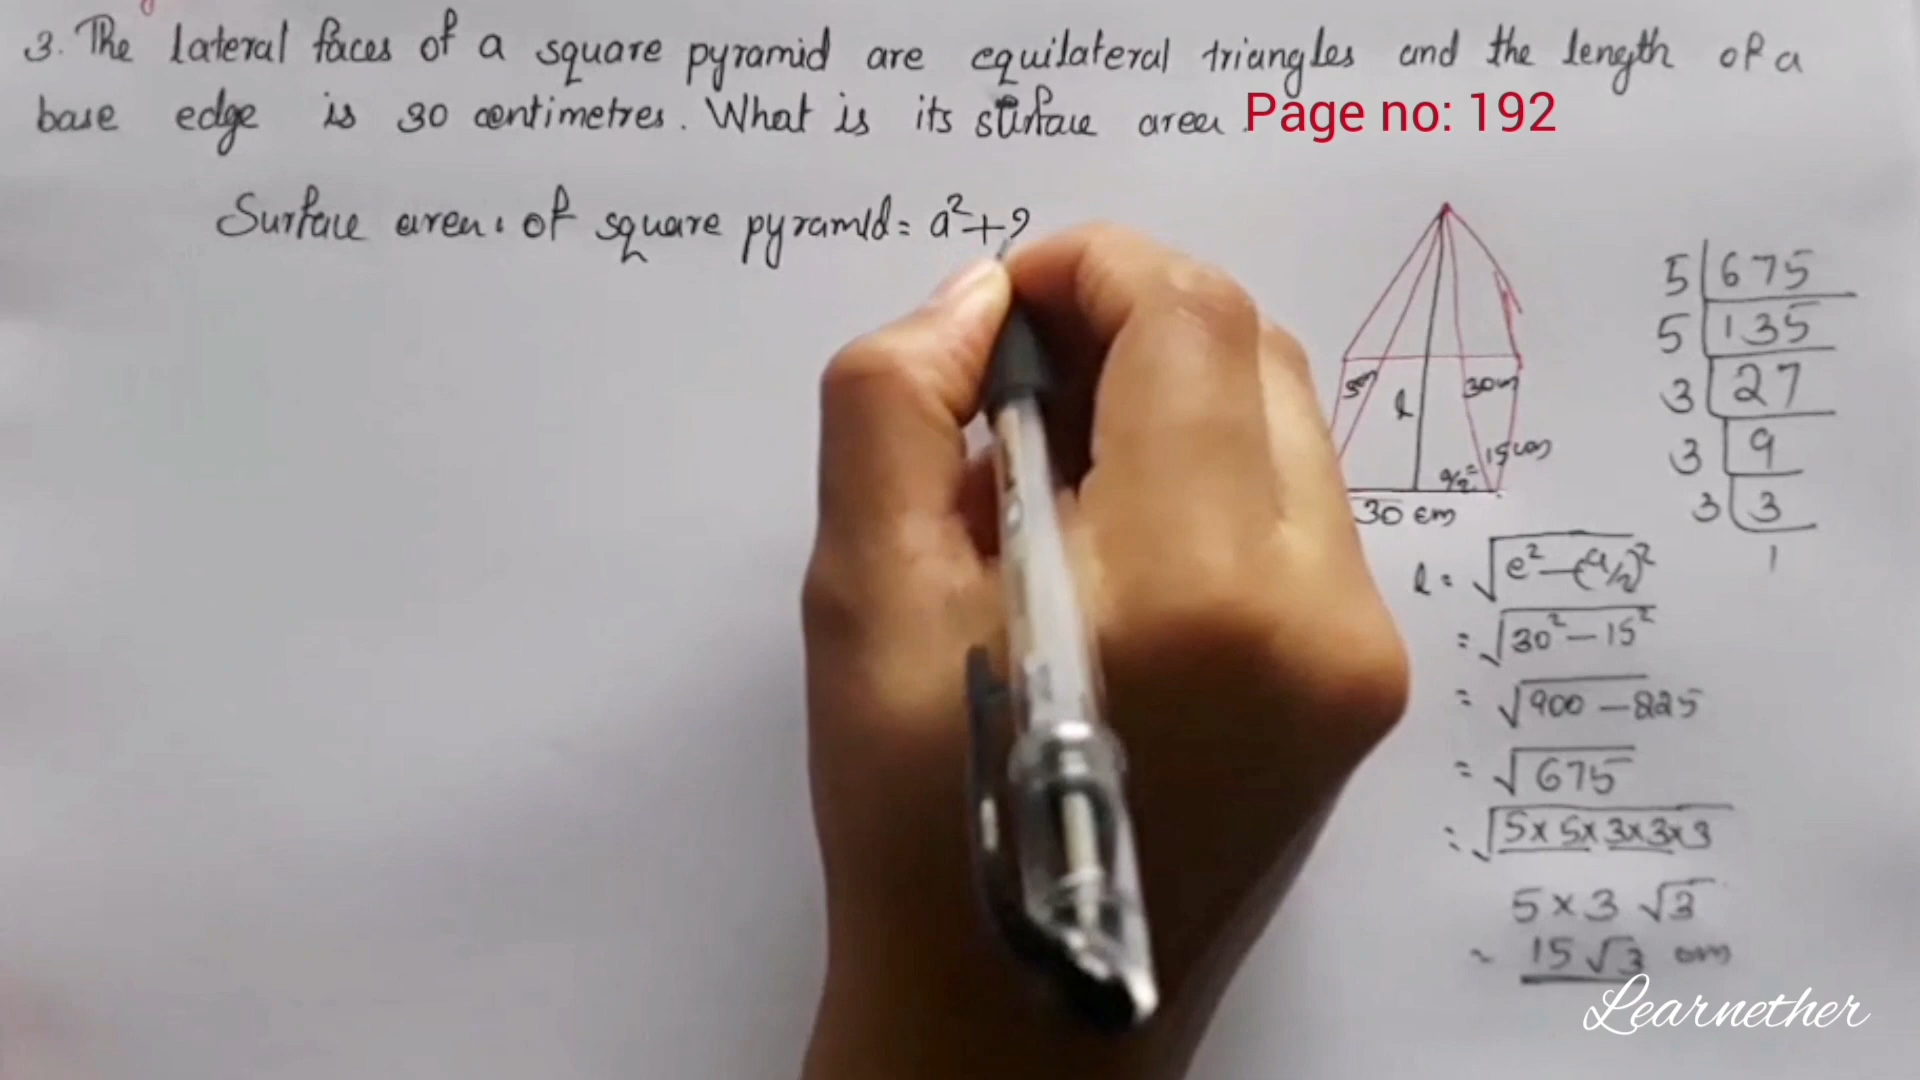 3. The lateral faces of a square pyramid are equilateral triangles and the length of a
base edge is 30 centimetres. What is its surface area.
Page no: 192
Surface area of square pyramid = a²+2
30 cm
15 cm
l
a/2 =
30 cm
5 | 675
5 | 135
3 | 27
3 | 9
3 | 3
1
l = √e²-(a/2)²
= √30²-15²
= √900-225
= √675
= √5×5×3×3×3
5×3 √3
= 15√3 cm
Learnether